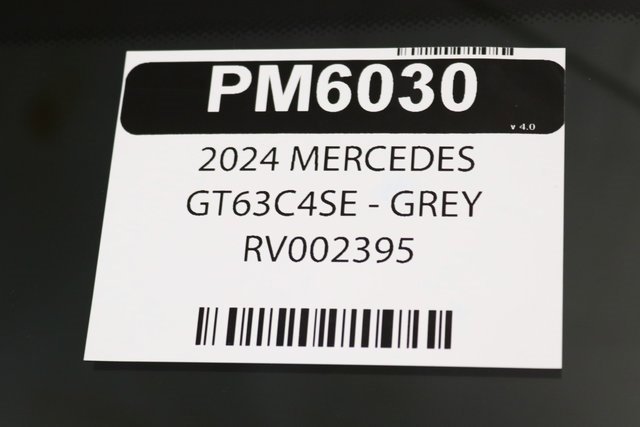 PM6030
v 4.0
2024 MERCEDES
GT63C4SE - GREY
RV002395